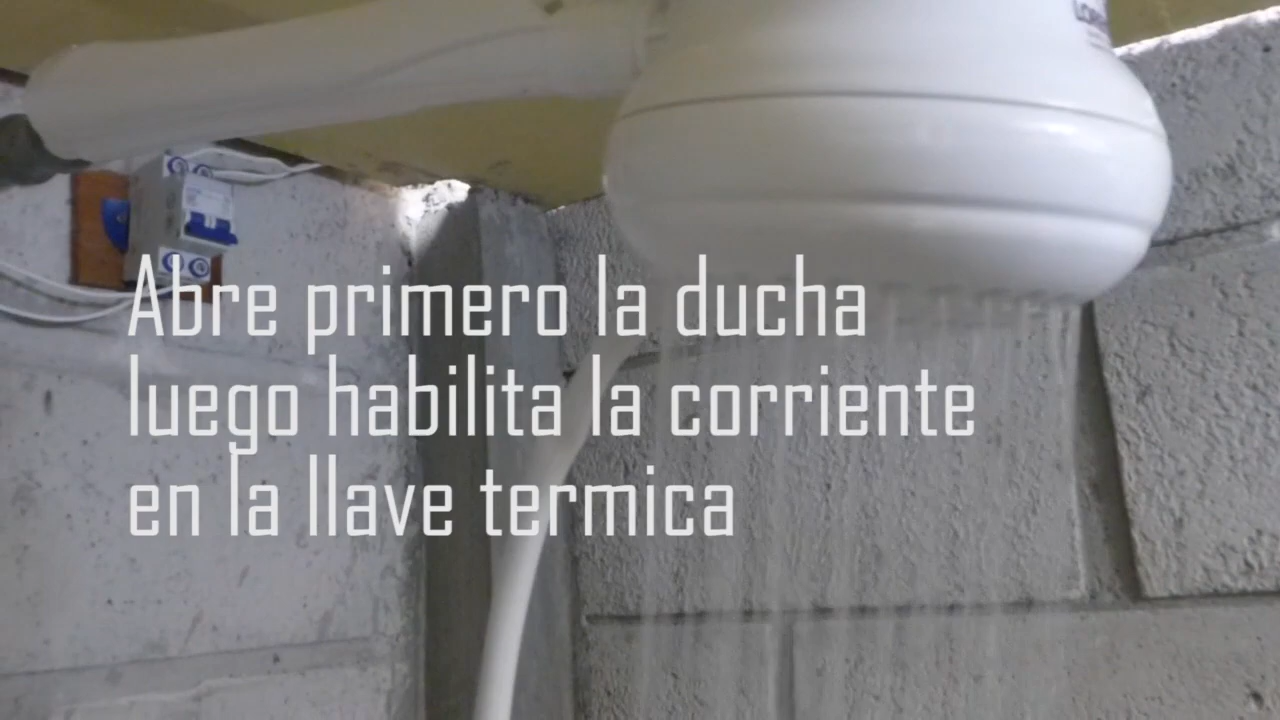 Abre primero la ducha
luego habilita la corriente
en la llave termica